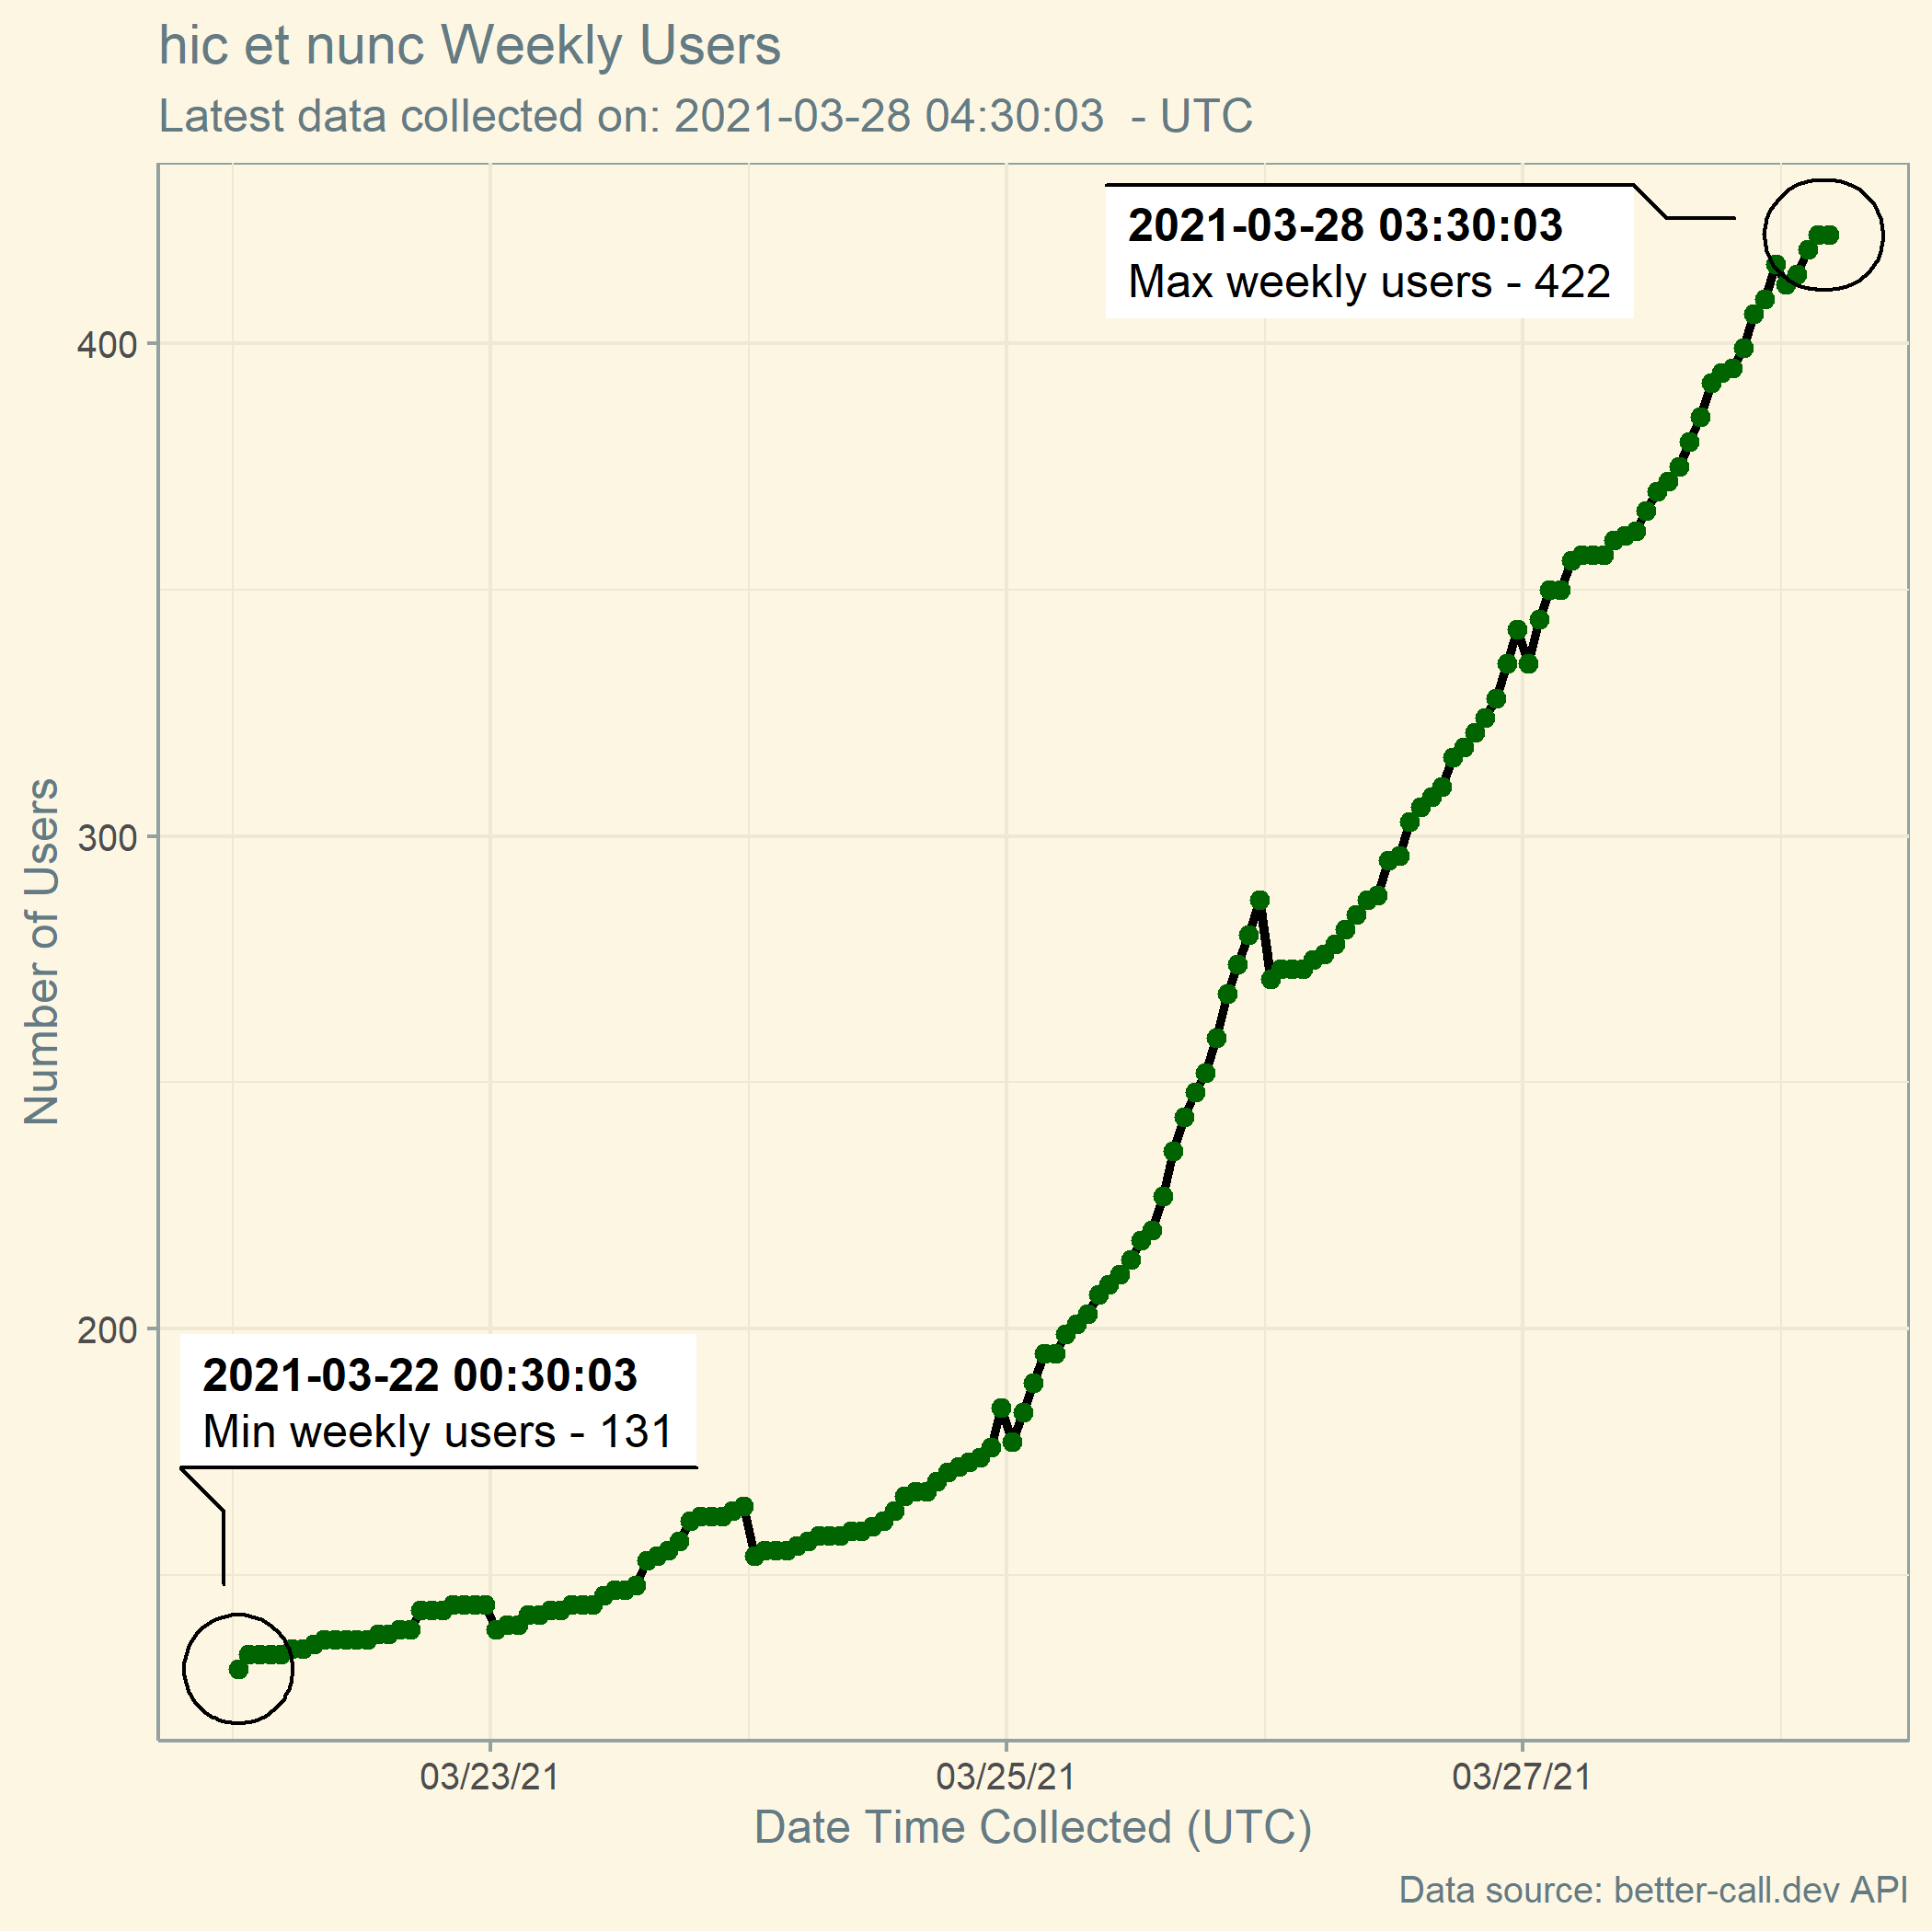 hic et nunc Weekly Users
Latest data collected on: 2021-03-28 04:30:03  - UTC
2021-03-28 03:30:03
Max weekly users - 422
400
300
200
Number of Users
2021-03-22 00:30:03
Min weekly users - 131
03/23/21
03/25/21
03/27/21
Date Time Collected (UTC)
Data source: better-call.dev API